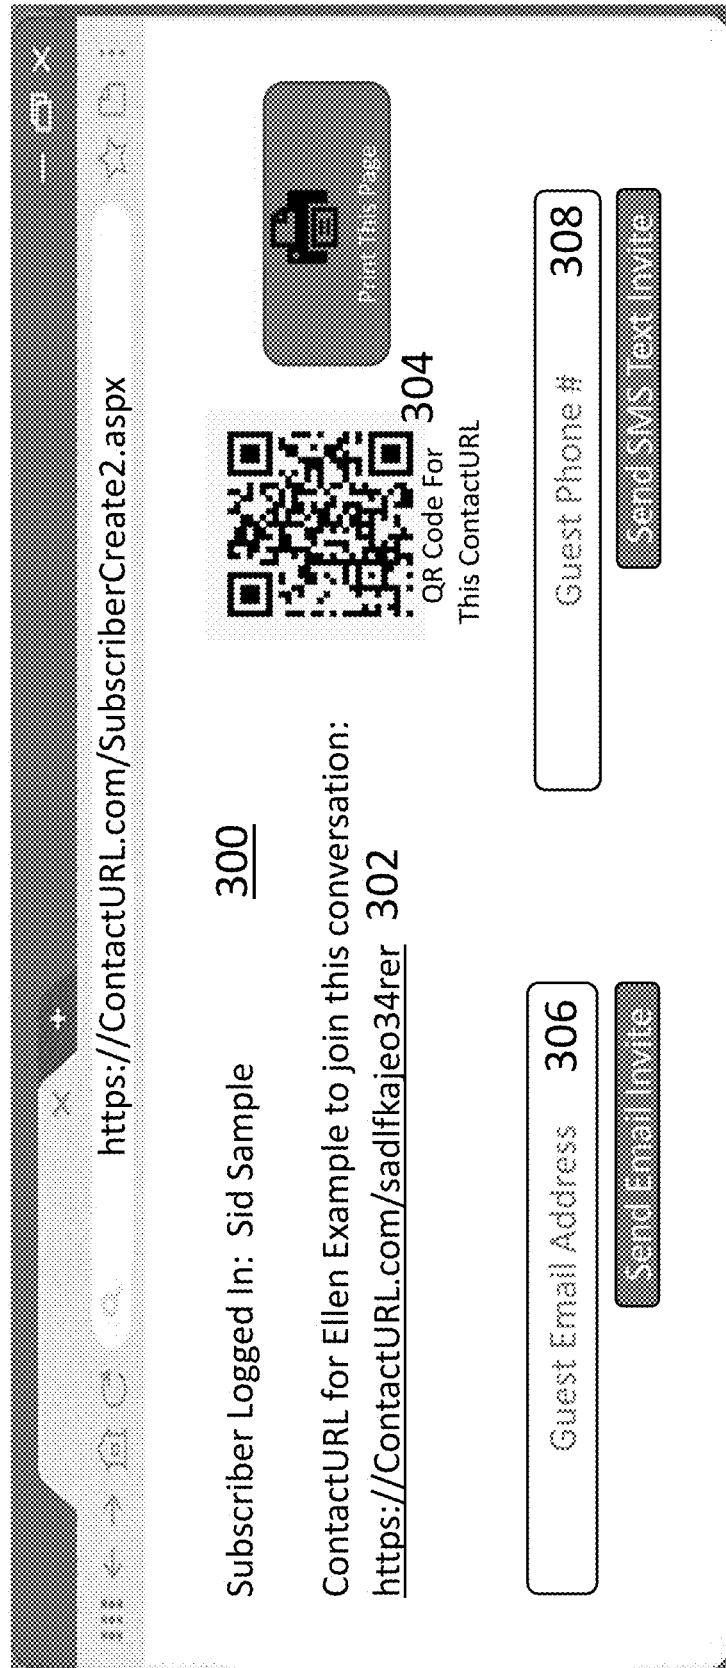 https://ContactURL.com/SubscriberCreate2.aspx
Subscriber Logged In: Sid Sample
300
ContactURL for Ellen Example to join this conversation:
https://ContactURL.com/sadlfkajeo34rer 302
QR Code For 304
This ContactURL
Print This Page
Guest Email Address 306
Send Email Invite
Guest Phone # 308
Send SMS Text Invite